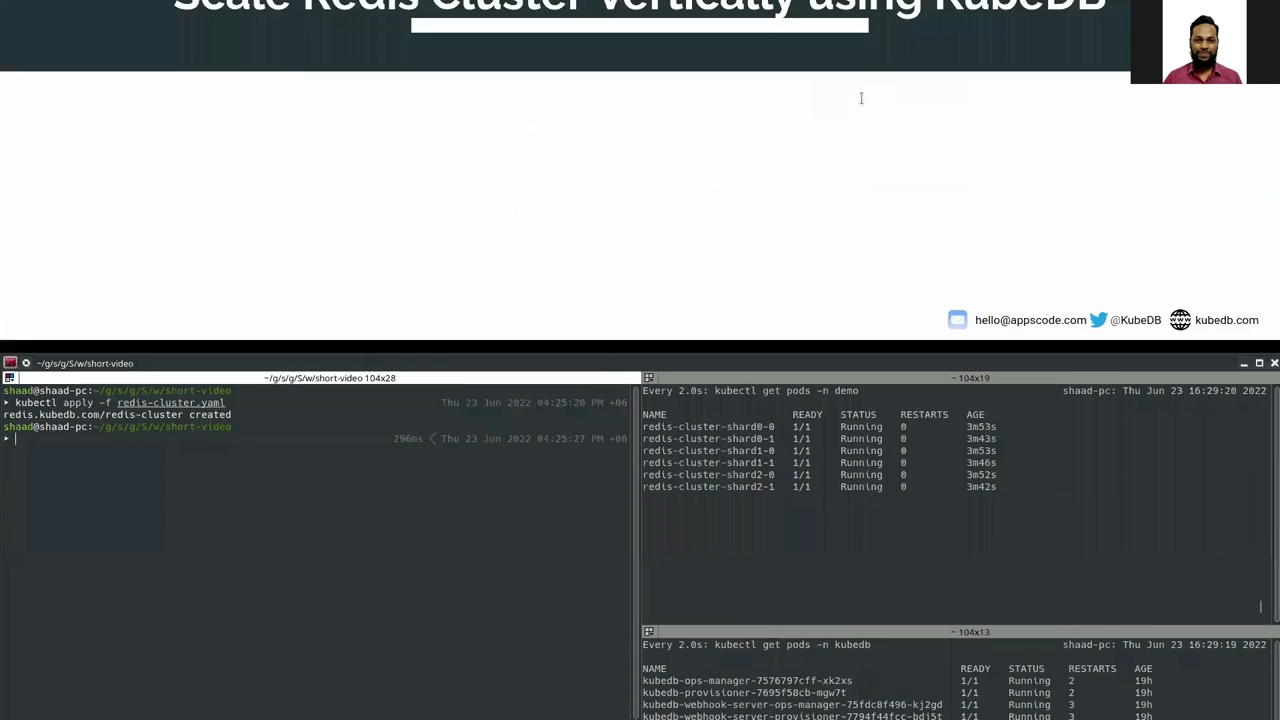 Scale Redis Cluster Vertically using KubeDB
hello@appscode.com @KubeDB kubedb.com
~/g/s/g/S/w/short-video
~/g/s/g/S/w/short-video 104x28
shaad@shaad-pc:~/g/s/g/S/w/short-video
➤ kubectl apply -f redis-cluster.yaml Thu 23 Jun 2022 04:25:20 PM +06
redis.kubedb.com/redis-cluster created
shaad@shaad-pc:~/g/s/g/S/w/short-video
➤ 296ms < Thu 23 Jun 2022 04:25:27 PM +06
~ 104x19
Every 2.0s: kubectl get pods -n demo shaad-pc: Thu Jun 23 16:29:20 2022
NAME READY STATUS RESTARTS AGE
redis-cluster-shard0-0 1/1 Running 0 3m53s
redis-cluster-shard0-1 1/1 Running 0 3m43s
redis-cluster-shard1-0 1/1 Running 0 3m53s
redis-cluster-shard1-1 1/1 Running 0 3m46s
redis-cluster-shard2-0 1/1 Running 0 3m52s
redis-cluster-shard2-1 1/1 Running 0 3m42s
~ 104x13
Every 2.0s: kubectl get pods -n kubedb shaad-pc: Thu Jun 23 16:29:19 2022
NAME READY STATUS RESTARTS AGE
kubedb-ops-manager-7576797cff-xk2xs 1/1 Running 2 19h
kubedb-provisioner-7695f58cb-mgw7t 1/1 Running 2 19h
kubedb-webhook-server-ops-manager-75fdc8f496-kj2gd 1/1 Running 3 19h
kubedb-webhook-server-provisioner-7794f44fcc-bdj5t 1/1 Running 3 19h